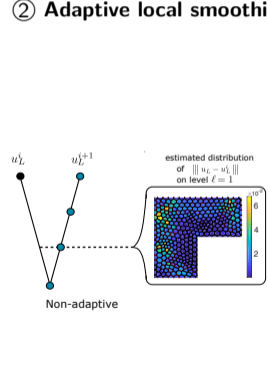 ② Adaptive local smoothi
estimated distribution
of ||| u_L − u_L^i |||
on level ℓ = 1
u_L^i
u_L^{i+1}
6
4
2
Non-adaptive